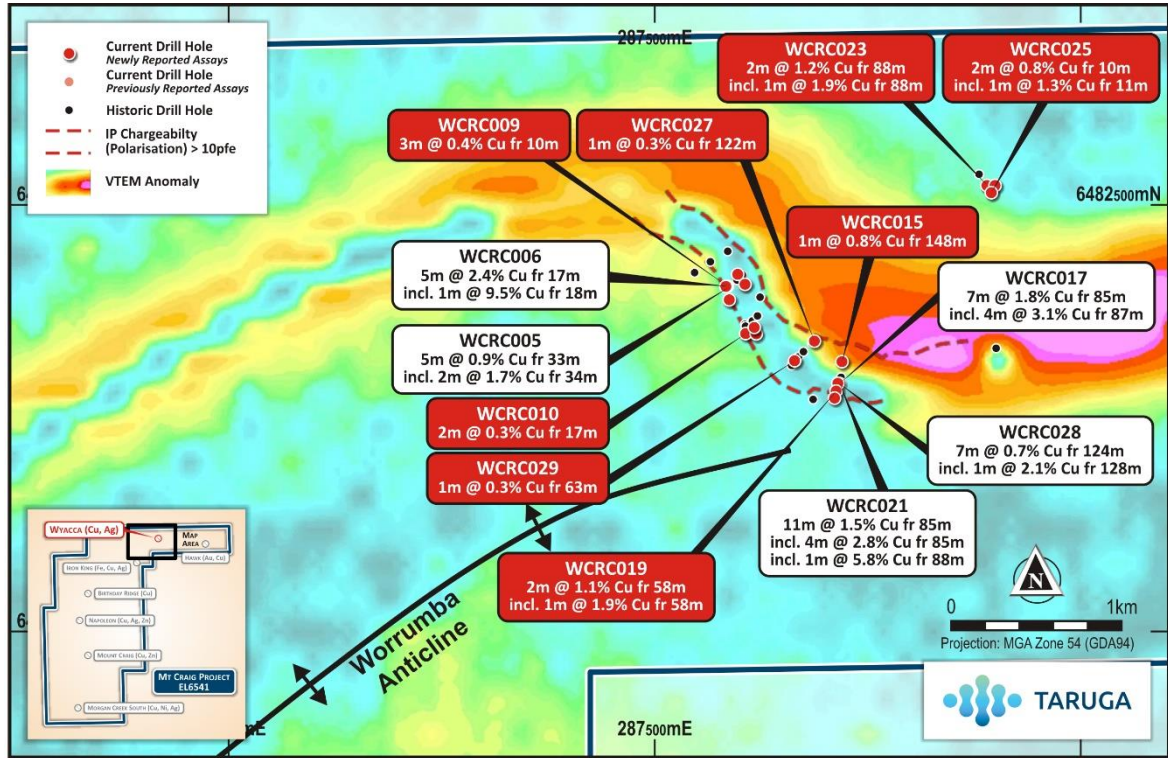 Current Drill Hole
Newly Reported Assays
Current Drill Hole
Previously Reported Assays
Historic Drill Hole
IP Chargeabilty
(Polarisation) > 10pfe
VTEM Anomaly
287500mE
6482500mN
64
WCRC023
2m @ 1.2% Cu fr 88m
incl. 1m @ 1.9% Cu fr 88m
WCRC025
2m @ 0.8% Cu fr 10m
incl. 1m @ 1.3% Cu fr 11m
WCRC009
3m @ 0.4% Cu fr 10m
WCRC027
1m @ 0.3% Cu fr 122m
WCRC015
1m @ 0.8% Cu fr 148m
WCRC006
5m @ 2.4% Cu fr 17m
incl. 1m @ 9.5% Cu fr 18m
WCRC017
7m @ 1.8% Cu fr 85m
incl. 4m @ 3.1% Cu fr 87m
WCRC005
5m @ 0.9% Cu fr 33m
incl. 2m @ 1.7% Cu fr 34m
WCRC010
2m @ 0.3% Cu fr 17m
WCRC029
1m @ 0.3% Cu fr 63m
WCRC028
7m @ 0.7% Cu fr 124m
incl. 1m @ 2.1% Cu fr 128m
WCRC021
11m @ 1.5% Cu fr 85m
incl. 4m @ 2.8% Cu fr 85m
incl. 1m @ 5.8% Cu fr 88m
WCRC019
2m @ 1.1% Cu fr 58m
incl. 1m @ 1.9% Cu fr 58m
Worrumba
Anticline
N
0 1km
Projection: MGA Zone 54 (GDA94)
TARUGA
6
mE
287500mE
WYACCA (CU, AG)
MAP
AREA
HAWK (AU, CU)
IRON KING (FE, CU, AG)
BIRTHDAY RIDGE (CU)
NAPOLEON (CU, AG, ZN)
MOUNT CRAIG (CU, ZN)
MT CRAIG PROJECT
EL6541
MORGAN CREEK SOUTH (CU, NI, AG)